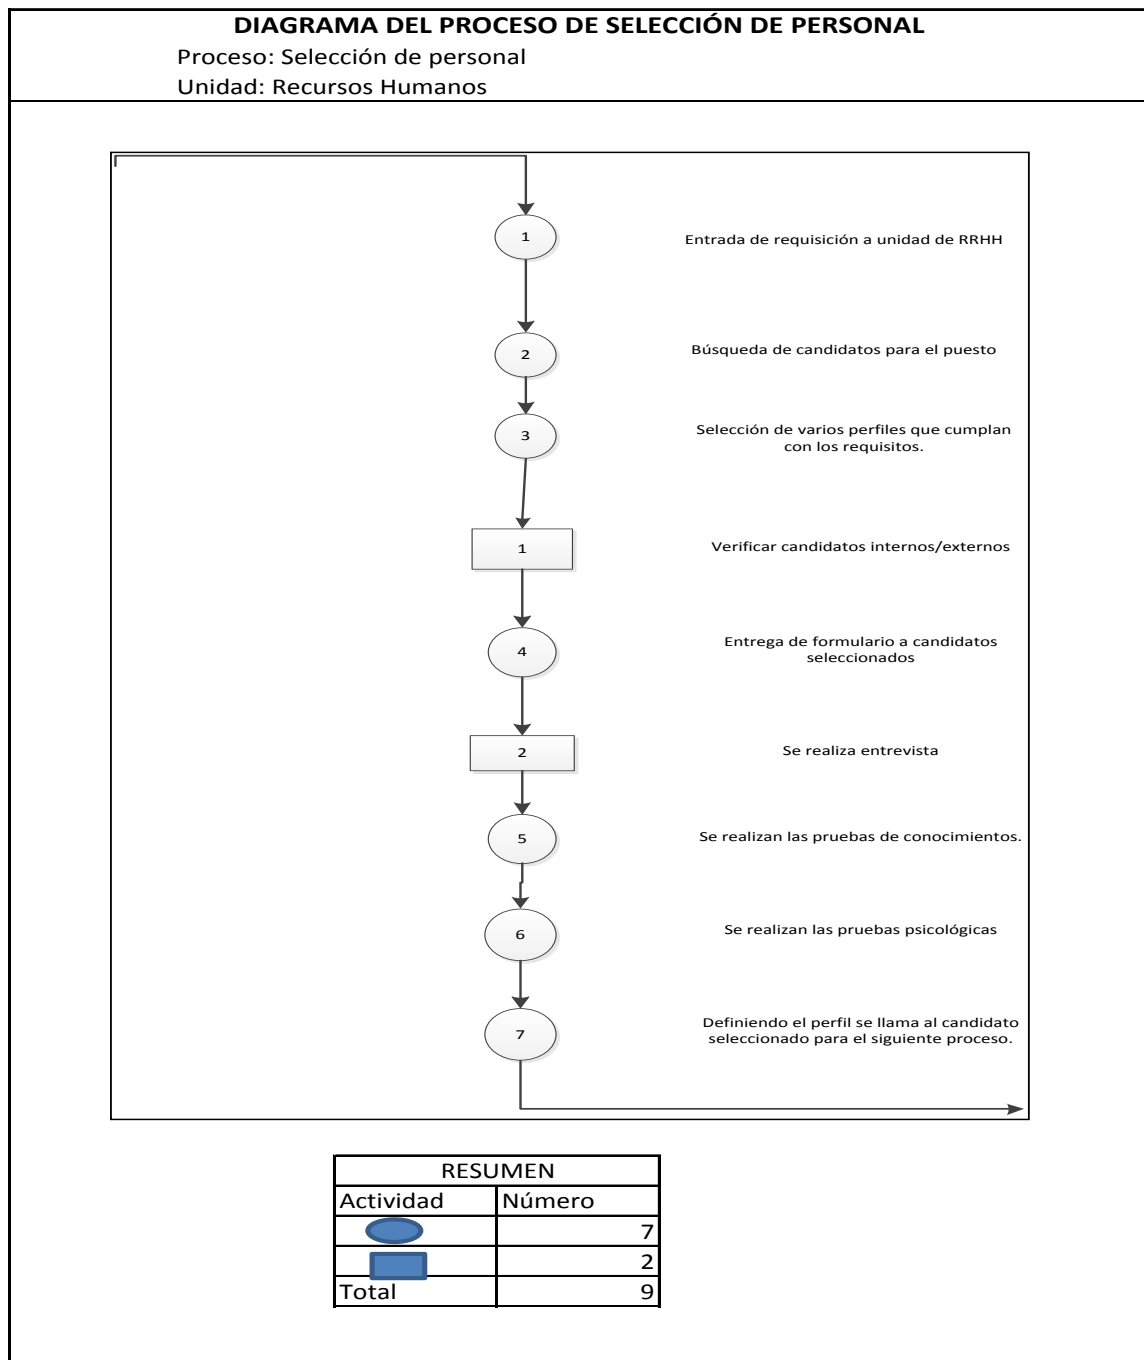 DIAGRAMA DEL PROCESO DE SELECCIÓN DE PERSONAL
Proceso: Selección de personal
Unidad: Recursos Humanos
1
Entrada de requisición a unidad de RRHH
2
Búsqueda de candidatos para el puesto
3
Selección de varios perfiles que cumplan
con los requisitos.
1
Verificar candidatos internos/externos
4
Entrega de formulario a candidatos
seleccionados
2
Se realiza entrevista
5
Se realizan las pruebas de conocimientos.
6
Se realizan las pruebas psicológicas
7
Definiendo el perfil se llama al candidato
seleccionado para el siguiente proceso.
RESUMEN
Actividad Número
7
2
Total 9